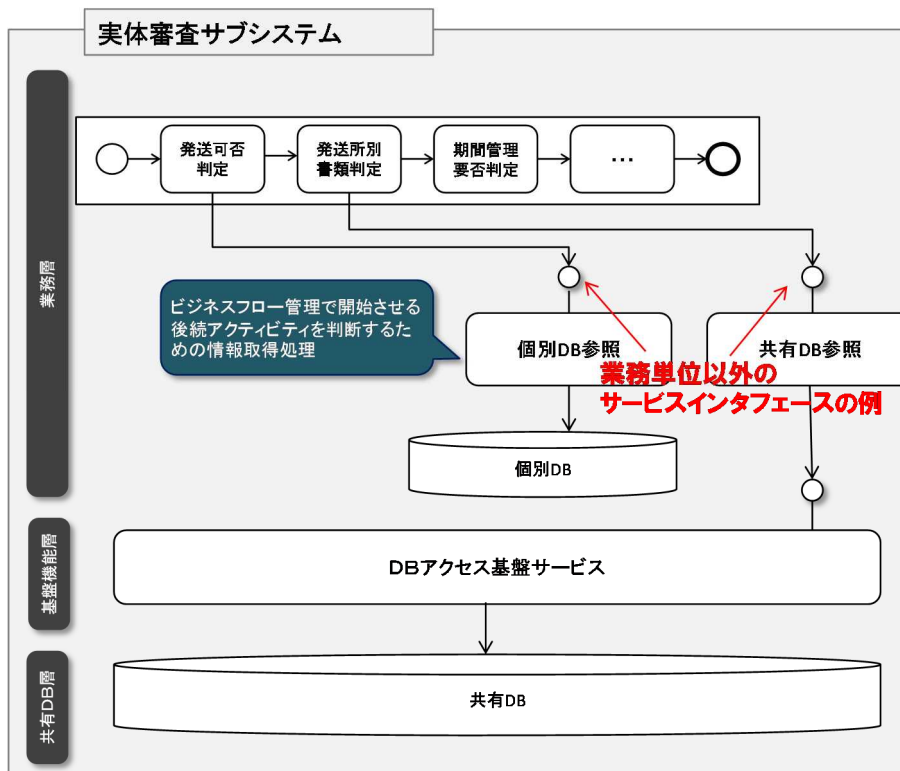 実体審査サブシステム
業務層
発送可否
判定
発送所別
書類判定
期間管理
要否判定
…
ビジネスフロー管理で開始させる
後続アクティビティを判断するた
めの情報取得処理
個別DB参照
共有DB参照
業務単位以外の
サービスインタフェースの例
個別DB
基盤機能層
DBアクセス基盤サービス
共有DB層
共有DB